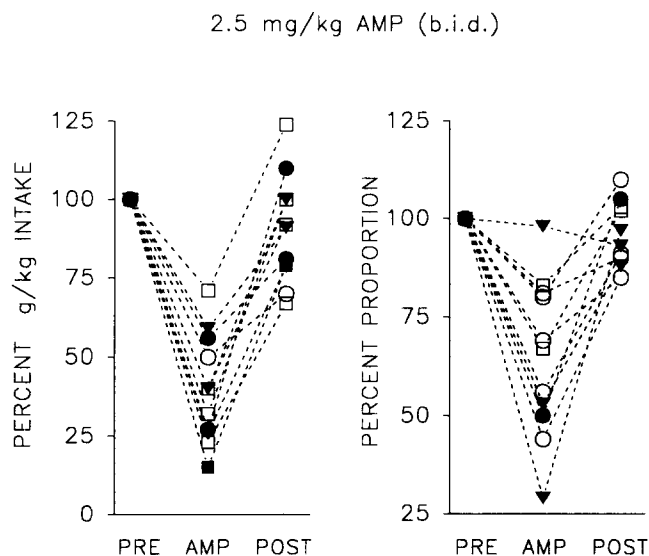 2.5 mg/kg AMP (b.i.d.)
PERCENT g/kg INTAKE
125
100
75
50
25
0
PRE AMP POST
PERCENT PROPORTION
125
100
75
50
25
PRE AMP POST